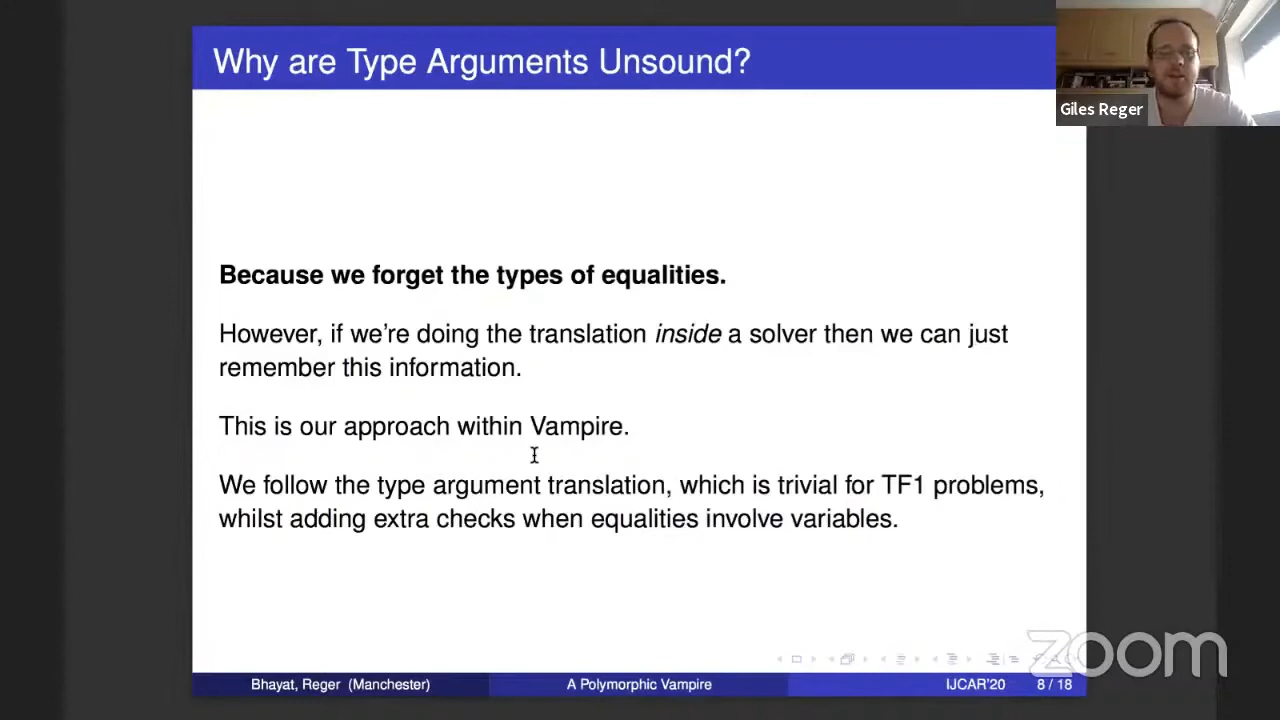 Why are Type Arguments Unsound?
Giles Reger
Because we forget the types of equalities.
However, if we're doing the translation inside a solver then we can just
remember this information.
This is our approach within Vampire.
We follow the type argument translation, which is trivial for TF1 problems,
whilst adding extra checks when equalities involve variables.
zoom
Bhayat, Reger (Manchester) A Polymorphic Vampire IJCAR'20 8 / 18